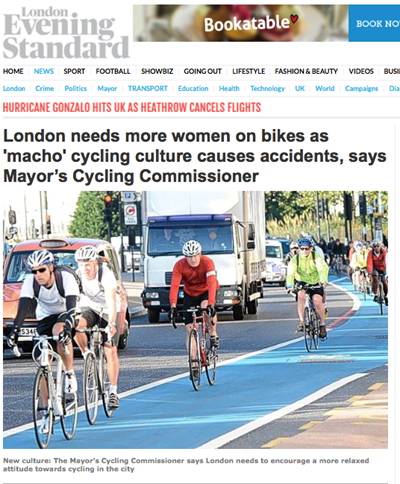 London
Evening
Standard
Bookatable
BOOK NO
HOME NEWS SPORT FOOTBALL SHOWBIZ GOING OUT LIFESTYLE FASHION & BEAUTY VIDEOS BUSI
London Crime Politics Mayor TRANSPORT Education Health Technology UK World Campaigns Dia
HURRICANE GONZALO HITS UK AS HEATHROW CANCELS FLIGHTS
London needs more women on bikes as
'macho' cycling culture causes accidents, says
Mayor's Cycling Commissioner
New culture: The Mayor's Cycling Commissioner says London needs to encourage a more relaxed
attitude towards cycling in the city